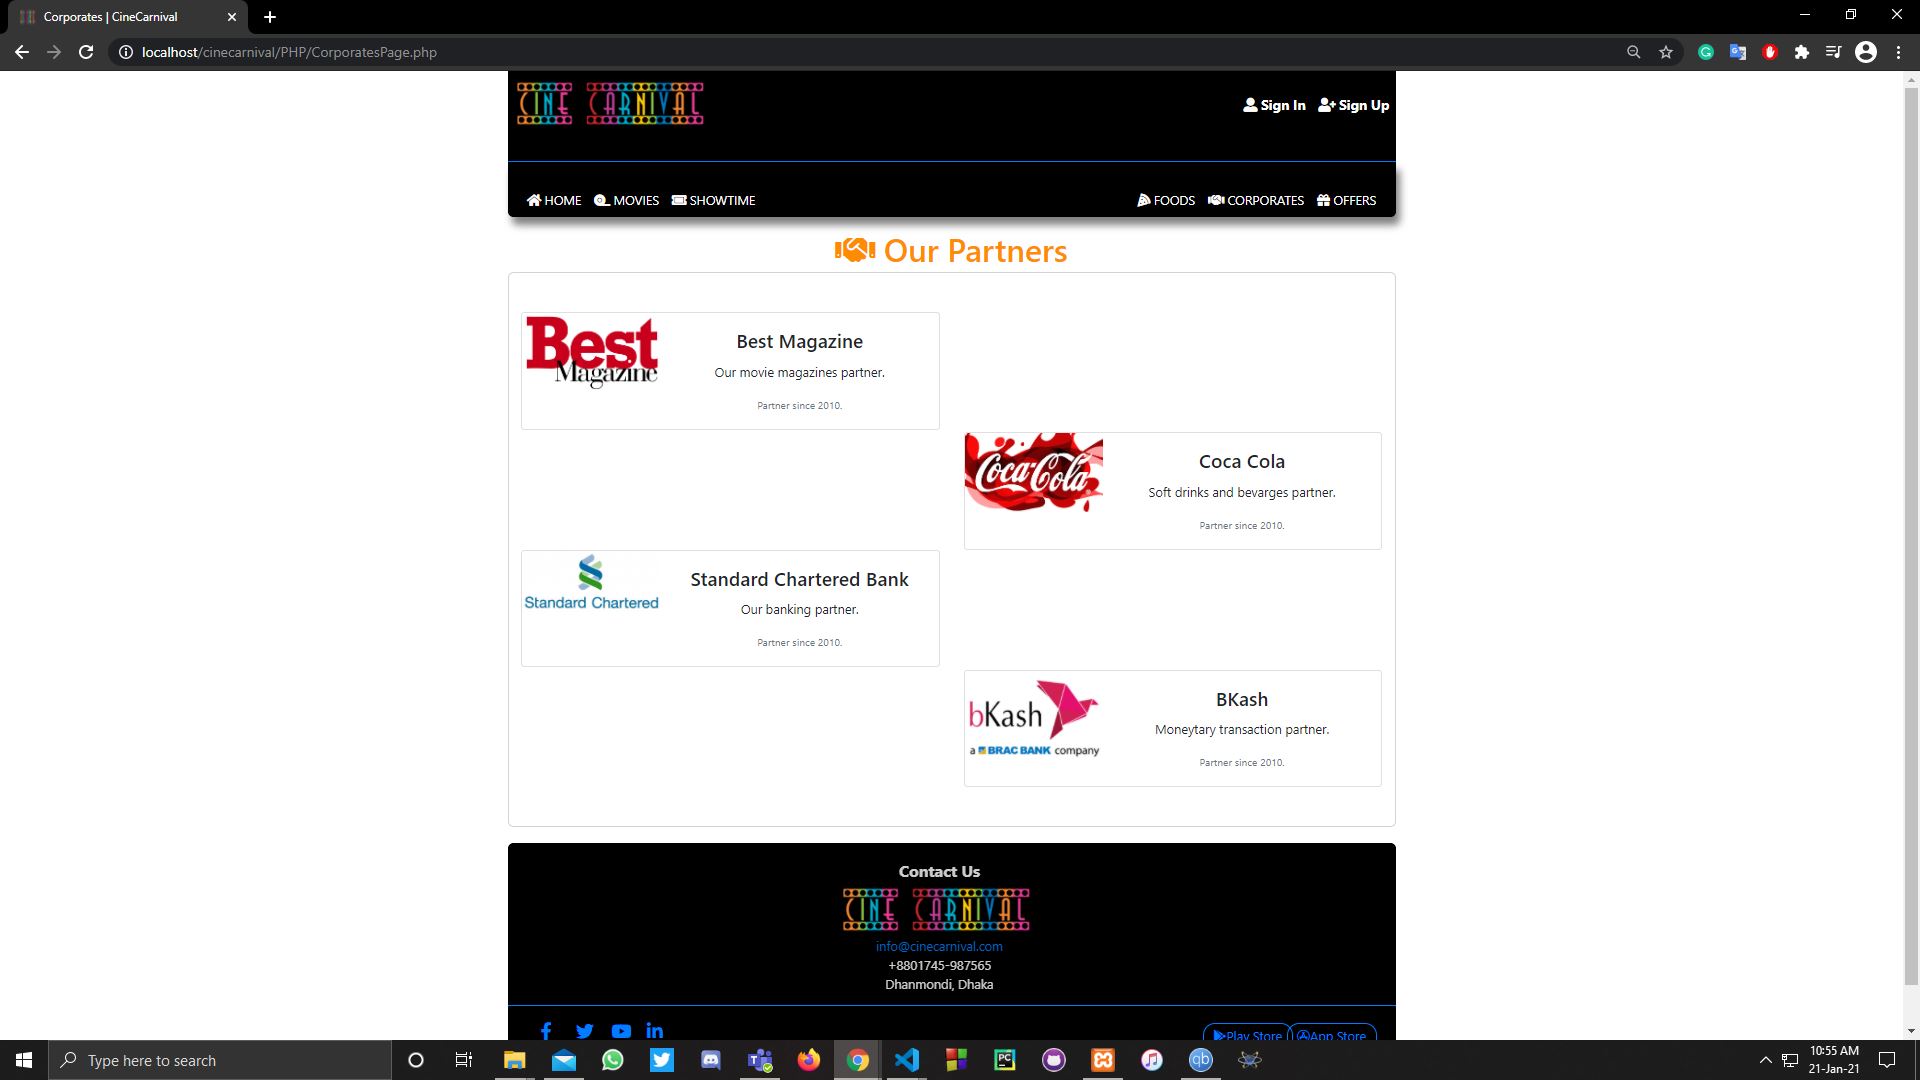 Corporates | CineCarnival
localhost/cinecarnival/PHP/CorporatesPage.php
CINE CARNIVAL
Sign In Sign Up
HOME MOVIES SHOWTIME FOODS CORPORATES OFFERS
Our Partners
Best
Magazine
Best Magazine
Our movie magazines partner.
Partner since 2010.
Coca-Cola
Coca Cola
Soft drinks and bevarges partner.
Partner since 2010.
Standard Chartered
Standard Chartered Bank
Our banking partner.
Partner since 2010.
bKash
a BRAC BANK company
BKash
Moneytary transaction partner.
Partner since 2010.
Contact Us
CINE CARNIVAL
info@cinecarnival.com
+8801745-987565
Dhanmondi, Dhaka
Play Store App Store
Type here to search
PC
qb
10:55 AM
21-Jan-21